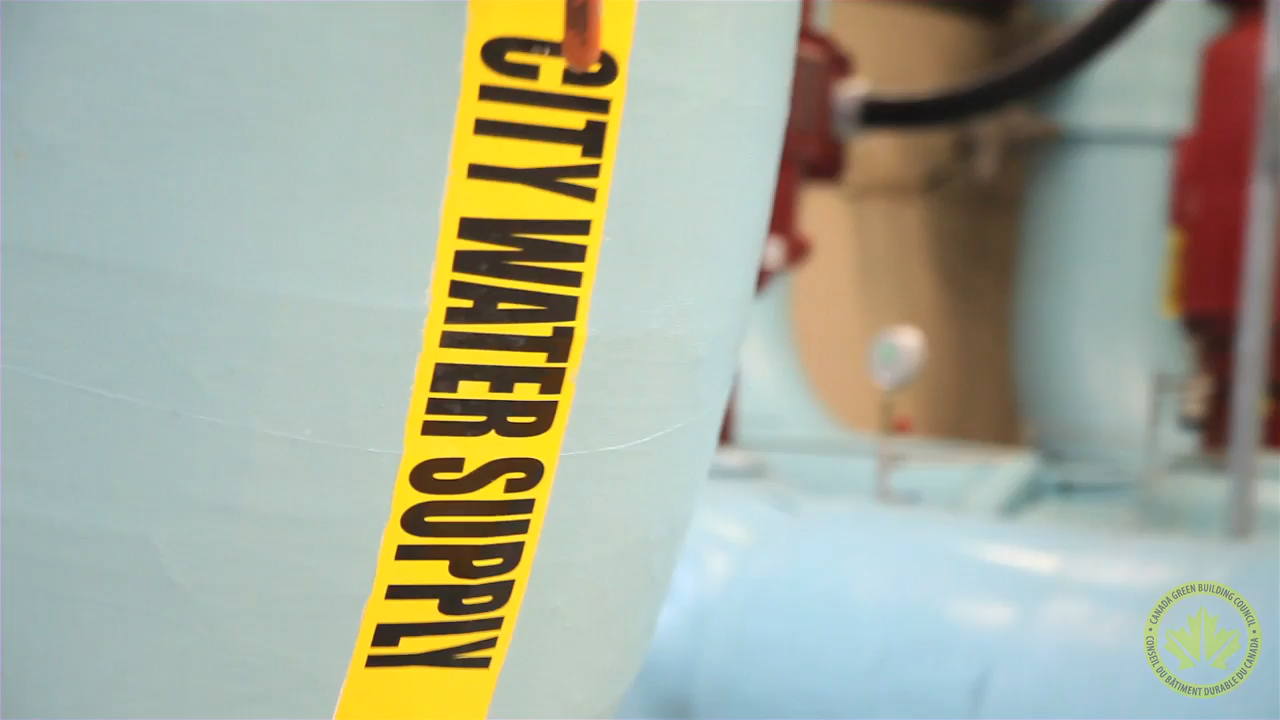 CITY WATER SUPPLY
CANADA GREEN BUILDING COUNCIL
CONSEIL DU BÂTIMENT DURABLE DU CANADA